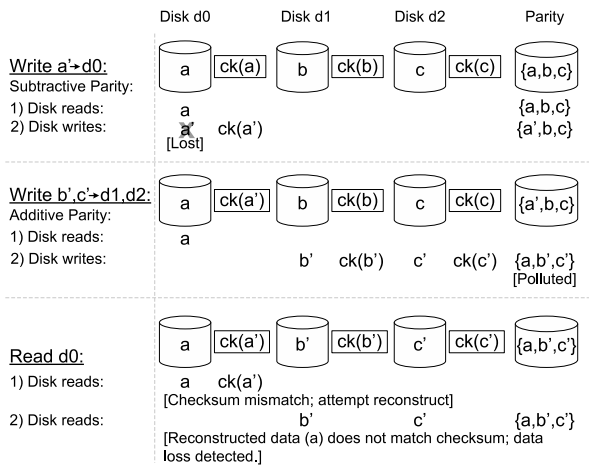 Disk d0 Disk d1 Disk d2 Parity
Write a'→d0:
a ck(a) b ck(b) c ck(c) {a,b,c}
Subtractive Parity:
1) Disk reads: a {a,b,c}
2) Disk writes: a' ck(a') {a',b,c}
[Lost]
Write b',c'→d1,d2:
a ck(a') b ck(b) c ck(c) {a',b,c}
Additive Parity:
1) Disk reads: a
2) Disk writes: b' ck(b') c' ck(c') {a,b',c'}
[Polluted]
Read d0:
a ck(a') b' ck(b') c' ck(c') {a,b',c'}
1) Disk reads: a ck(a')
[Checksum mismatch; attempt reconstruct]
2) Disk reads: b' c' {a,b',c'}
[Reconstructed data (a) does not match checksum; data
loss detected.]